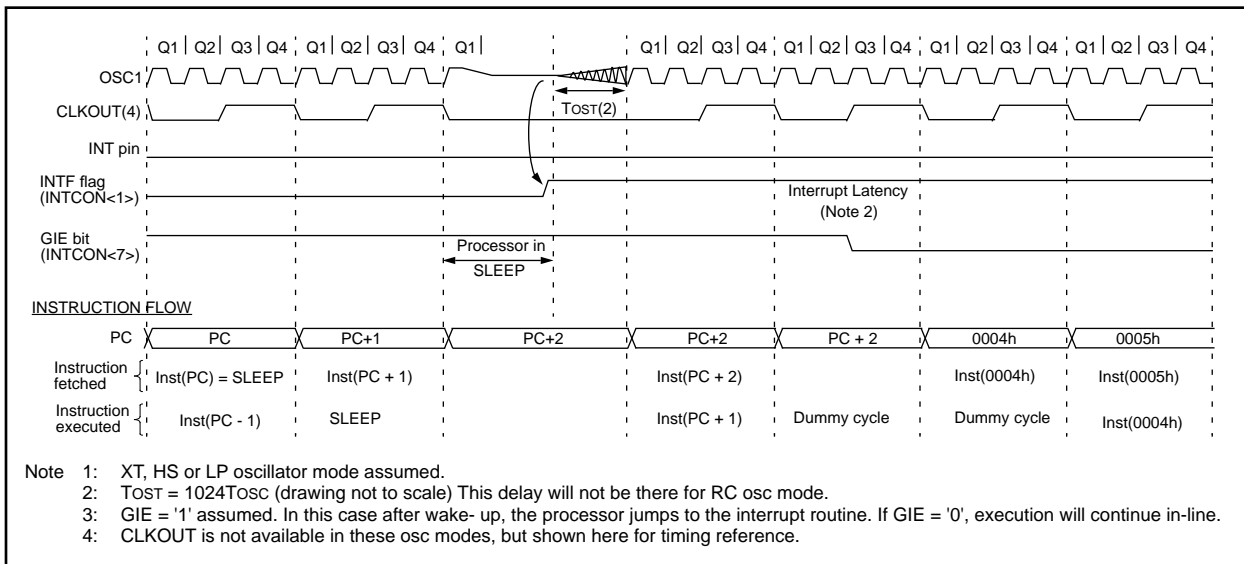 Q1 | Q2 | Q3 | Q4 Q1 | Q2 | Q3 | Q4 Q1 | Q1 | Q2 | Q3 | Q4 Q1 | Q2 | Q3 | Q4 Q1 | Q2 | Q3 | Q4 Q1 | Q2 | Q3 | Q4
OSC1
CLKOUT(4)
TOST(2)
INT pin
INTF flag
(INTCON<1>)
Interrupt Latency
(Note 2)
GIE bit
(INTCON<7>)
Processor in
SLEEP
INSTRUCTION FLOW
PC PC PC+1 PC+2 PC+2 PC + 2 0004h 0005h
Instruction
fetched
Inst(PC) = SLEEP Inst(PC + 1) Inst(PC + 2) Inst(0004h) Inst(0005h)
Instruction
executed
Inst(PC - 1) SLEEP Inst(PC + 1) Dummy cycle Dummy cycle Inst(0004h)
Note 1: XT, HS or LP oscillator mode assumed.
2: TOST = 1024TOSC (drawing not to scale) This delay will not be there for RC osc mode.
3: GIE = '1' assumed. In this case after wake- up, the processor jumps to the interrupt routine. If GIE = '0', execution will continue in-line.
4: CLKOUT is not available in these osc modes, but shown here for timing reference.